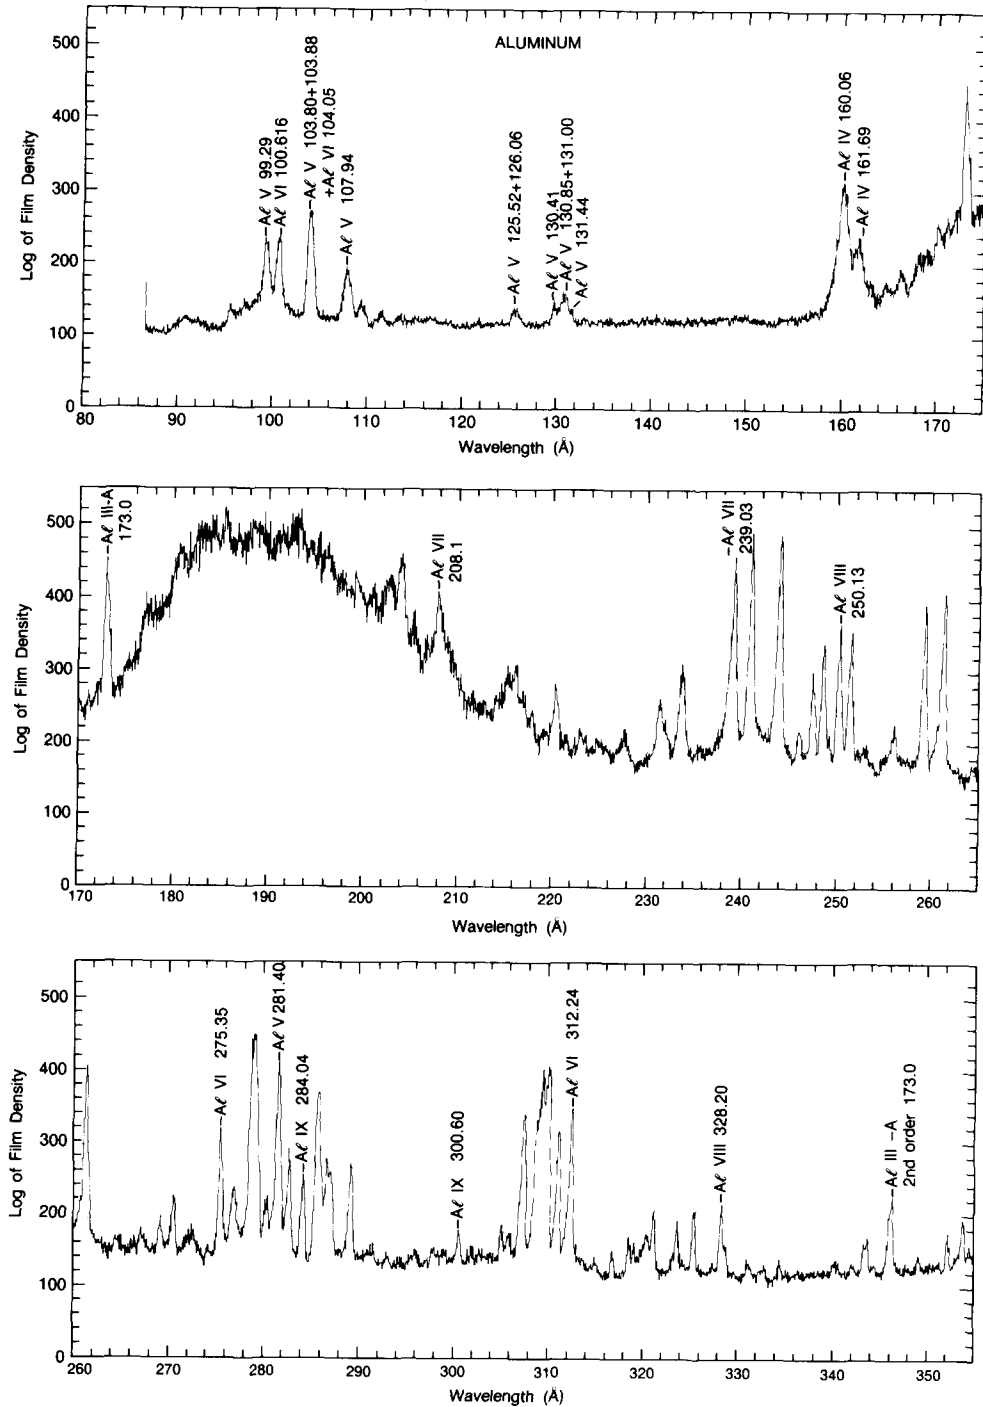 ALUMINUM
500
400
300
200
100
0
Log of Film Density
Aℓ V 99.29
Aℓ VI 100.616
Aℓ V 103.80+103.88
+Aℓ VI 104.05
Aℓ V 107.94
Aℓ V 125.52+126.06
Aℓ V 130.41
Aℓ V 130.85+131.00
Aℓ V 131.44
Aℓ IV 160.06
Aℓ IV 161.69
80 90 100 110 120 130 140 150 160 170
Wavelength (Å)
500
400
300
200
100
0
Log of Film Density
Aℓ III-A
173.0
Aℓ VII
208.1
Aℓ VII
239.03
Aℓ VIII
250.13
170 180 190 200 210 220 230 240 250 260
Wavelength (Å)
500
400
300
200
100
0
Log of Film Density
Aℓ VI 275.35
Aℓ V 281.40
Aℓ IX 284.04
Aℓ IX 300.60
Aℓ VI 312.24
Aℓ VIII 328.20
Aℓ III -A
2nd order 173.0
260 270 280 290 300 310 320 330 340 350
Wavelength (Å)